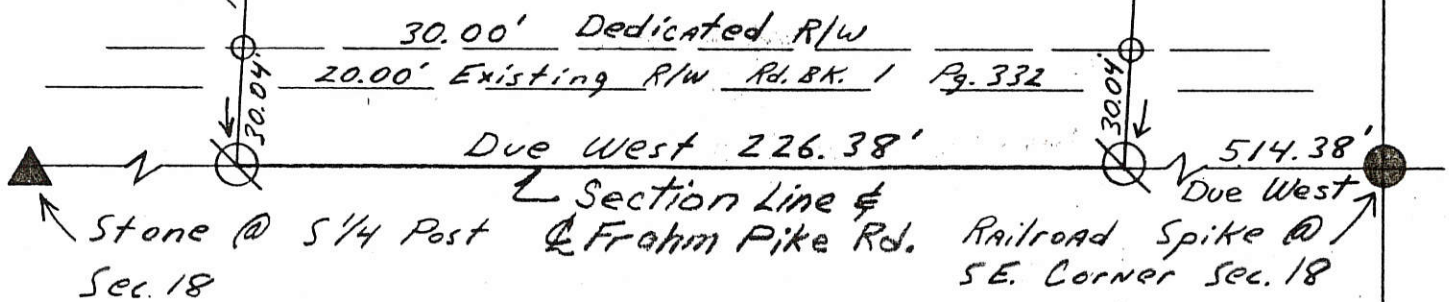 30.00' Dedicated R/W
20.00' Existing R/W Rd. BK. 1 Pg. 332
30.04'
30.04'
Due West 226.38'
514.38'
Due West
Section Line &
℄ Frahm Pike Rd.
Stone @ S 1/4 Post
Sec. 18
Railroad Spike @
S.E. Corner Sec. 18